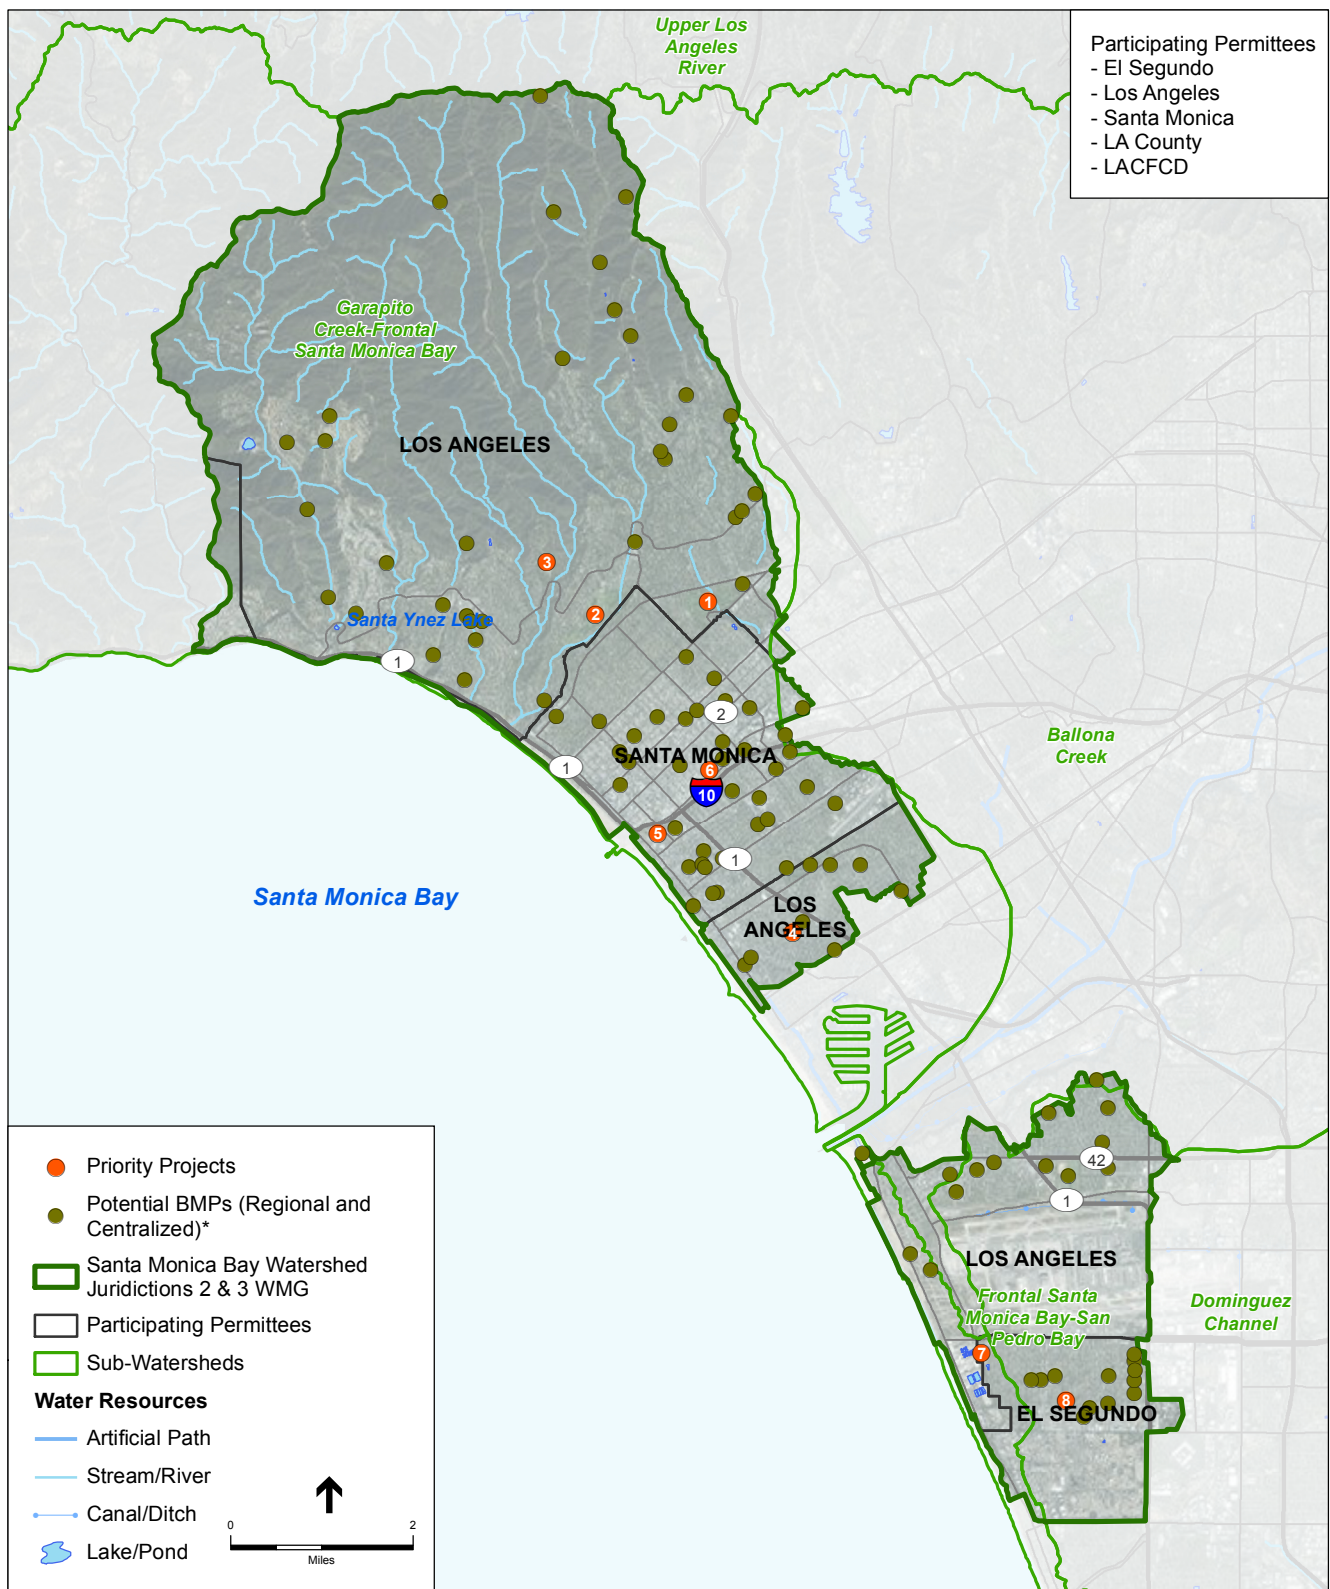 Upper Los
Angeles
River
Participating Permittees
- El Segundo
- Los Angeles
- Santa Monica
- LA County
- LACFCD
Garapito
Creek-Frontal
Santa Monica Bay
LOS ANGELES
3
2
1
Santa Ynez Lake
1
2
SANTA MONICA
1
6
10
5
1
Ballona
Creek
Santa Monica Bay
LOS
ANGELES
4
42
1
LOS ANGELES
Frontal Santa
Monica Bay-San
Pedro Bay
Dominguez
Channel
7
8
EL SEGUNDO
Priority Projects
Potential BMPs (Regional and
Centralized)*
Santa Monica Bay Watershed
Juridictions 2 & 3 WMG
Participating Permittees
Sub-Watersheds
Water Resources
Artificial Path
Stream/River
Canal/Ditch
Lake/Pond
0 2
Miles